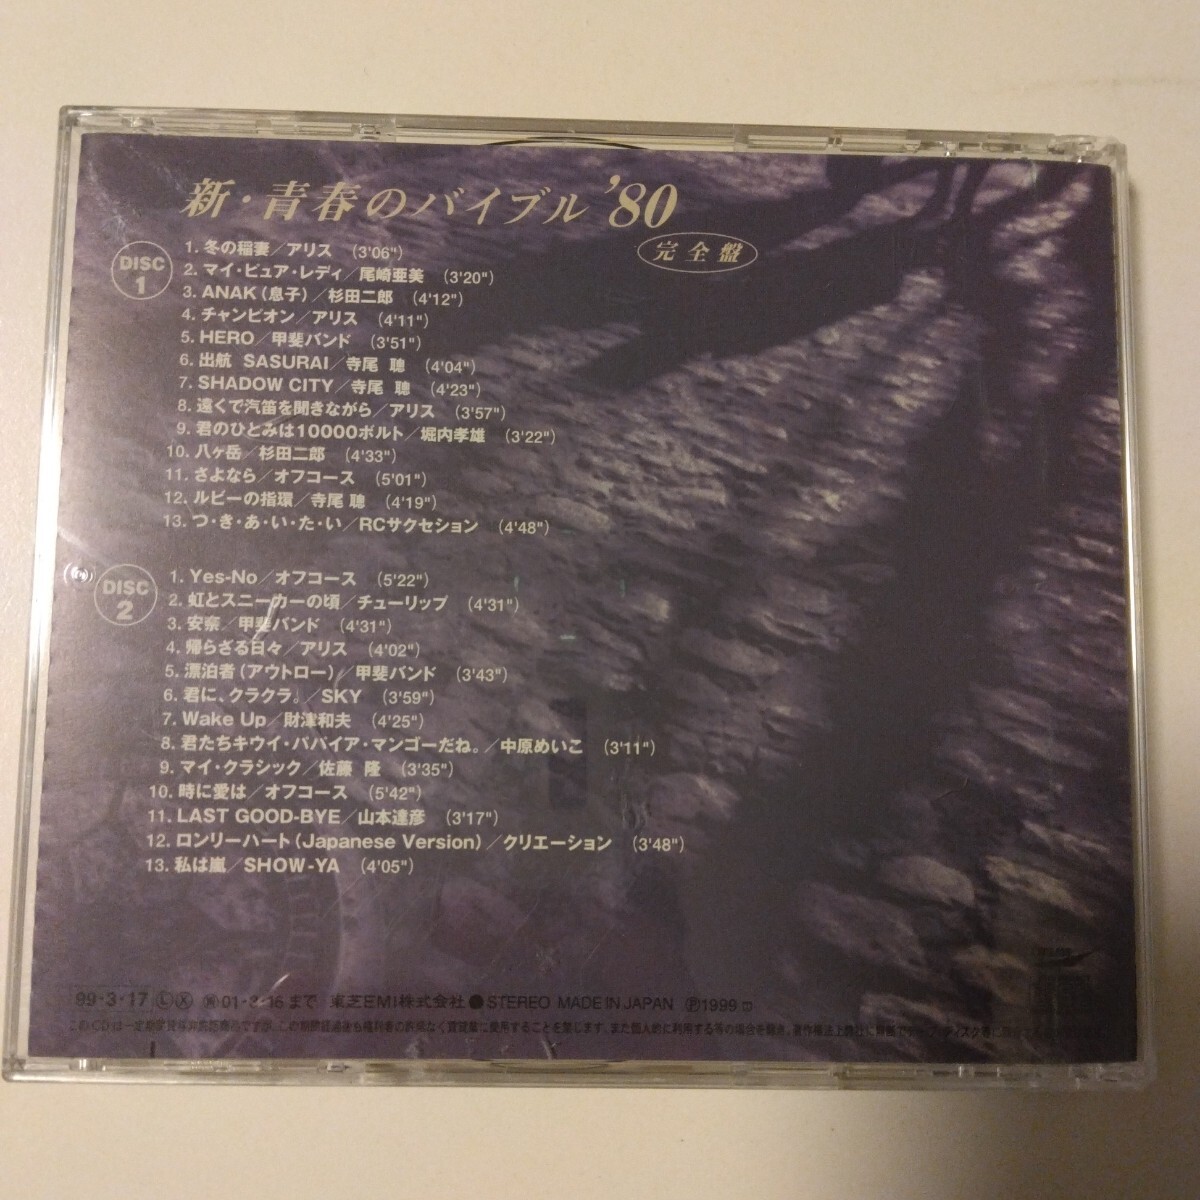 新・青春のバイブル '80
完全盤
DISC 1
1. 冬の稲妻／アリス (3'06")
2. マイ・ピュア・レディ／尾崎亜美 (3'20")
3. ANAK(息子)／杉田二郎 (4'12")
4. チャンピオン／アリス (4'11")
5. HERO／甲斐バンド (3'51")
6. 出航 SASURAI／寺尾 聰 (4'04")
7. SHADOW CITY／寺尾 聰 (4'23")
8. 遠くで汽笛を聞きながら／アリス (3'57")
9. 君のひとみは10000ボルト／堀内孝雄 (3'22")
10. 八ヶ岳／杉田二郎 (4'33")
11. さよなら／オフコース (5'01")
12. ルビーの指環／寺尾 聰 (4'19")
13. つ・き・あ・い・た・い／RCサクセション (4'48")
DISC 2
1. Yes-No／オフコース (5'22")
2. 虹とスニーカーの頃／チューリップ (4'31")
3. 安奈／甲斐バンド (4'31")
4. 帰らざる日々／アリス (4'02")
5. 漂泊者(アウトロー)／甲斐バンド (3'43")
6. 君に、クラクラ。／SKY (3'59")
7. Wake Up／財津和夫 (4'25")
8. 君たちキウイ・パパイア・マンゴーだね。／中原めいこ (3'11")
9. マイ・クラシック／佐藤 隆 (3'35")
10. 時に愛は／オフコース (5'42")
11. LAST GOOD-BYE／山本達彦 (3'17")
12. ロンリーハート(Japanese Version)／クリエーション (3'48")
13. 私は嵐／SHOW-YA (4'05")
99・3・17 Ⓛ Ⓧ 01・3・16まで 東芝EMI株式会社 ● STEREO MADE IN JAPAN ℗1999